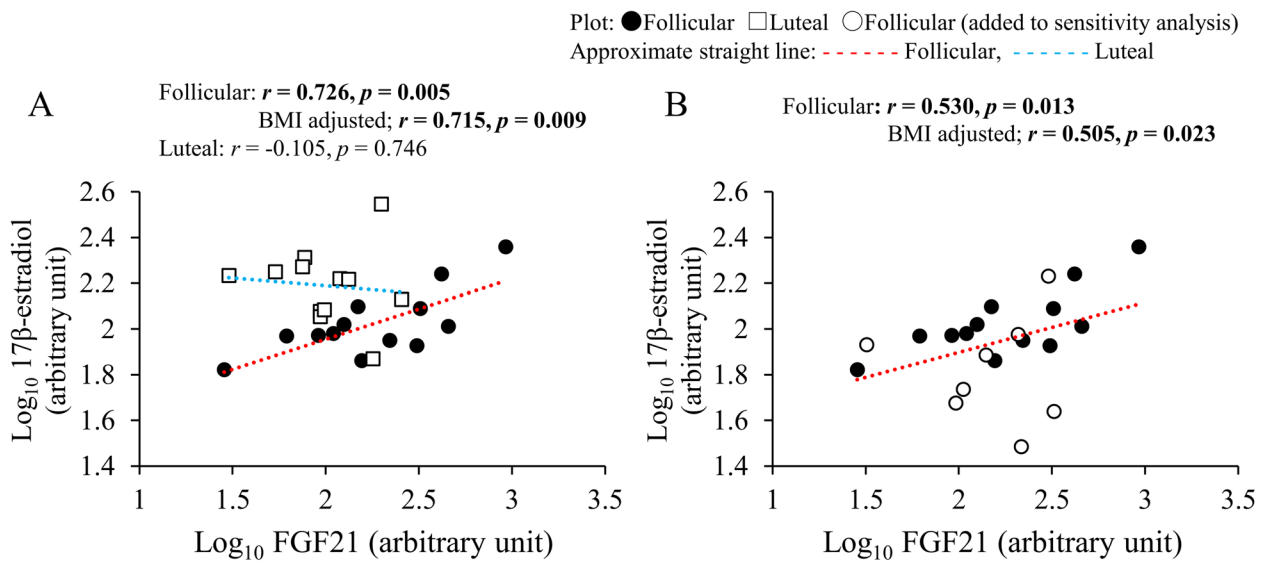 Plot: Follicular Luteal Follicular (added to sensitivity analysis)
Approximate straight line: Follicular, Luteal
A
Follicular: r = 0.726, p = 0.005
BMI adjusted; r = 0.715, p = 0.009
Luteal: r = -0.105, p = 0.746
Log10 17β-estradiol
(arbitrary unit)
2.6
2.4
2.2
2
1.8
1.6
1.4
1 1.5 2 2.5 3 3.5
Log10 FGF21 (arbitrary unit)
B
Follicular: r = 0.530, p = 0.013
BMI adjusted; r = 0.505, p = 0.023
Log10 17β-estradiol
(arbitrary unit)
2.6
2.4
2.2
2
1.8
1.6
1.4
1 1.5 2 2.5 3 3.5
Log10 FGF21 (arbitrary unit)